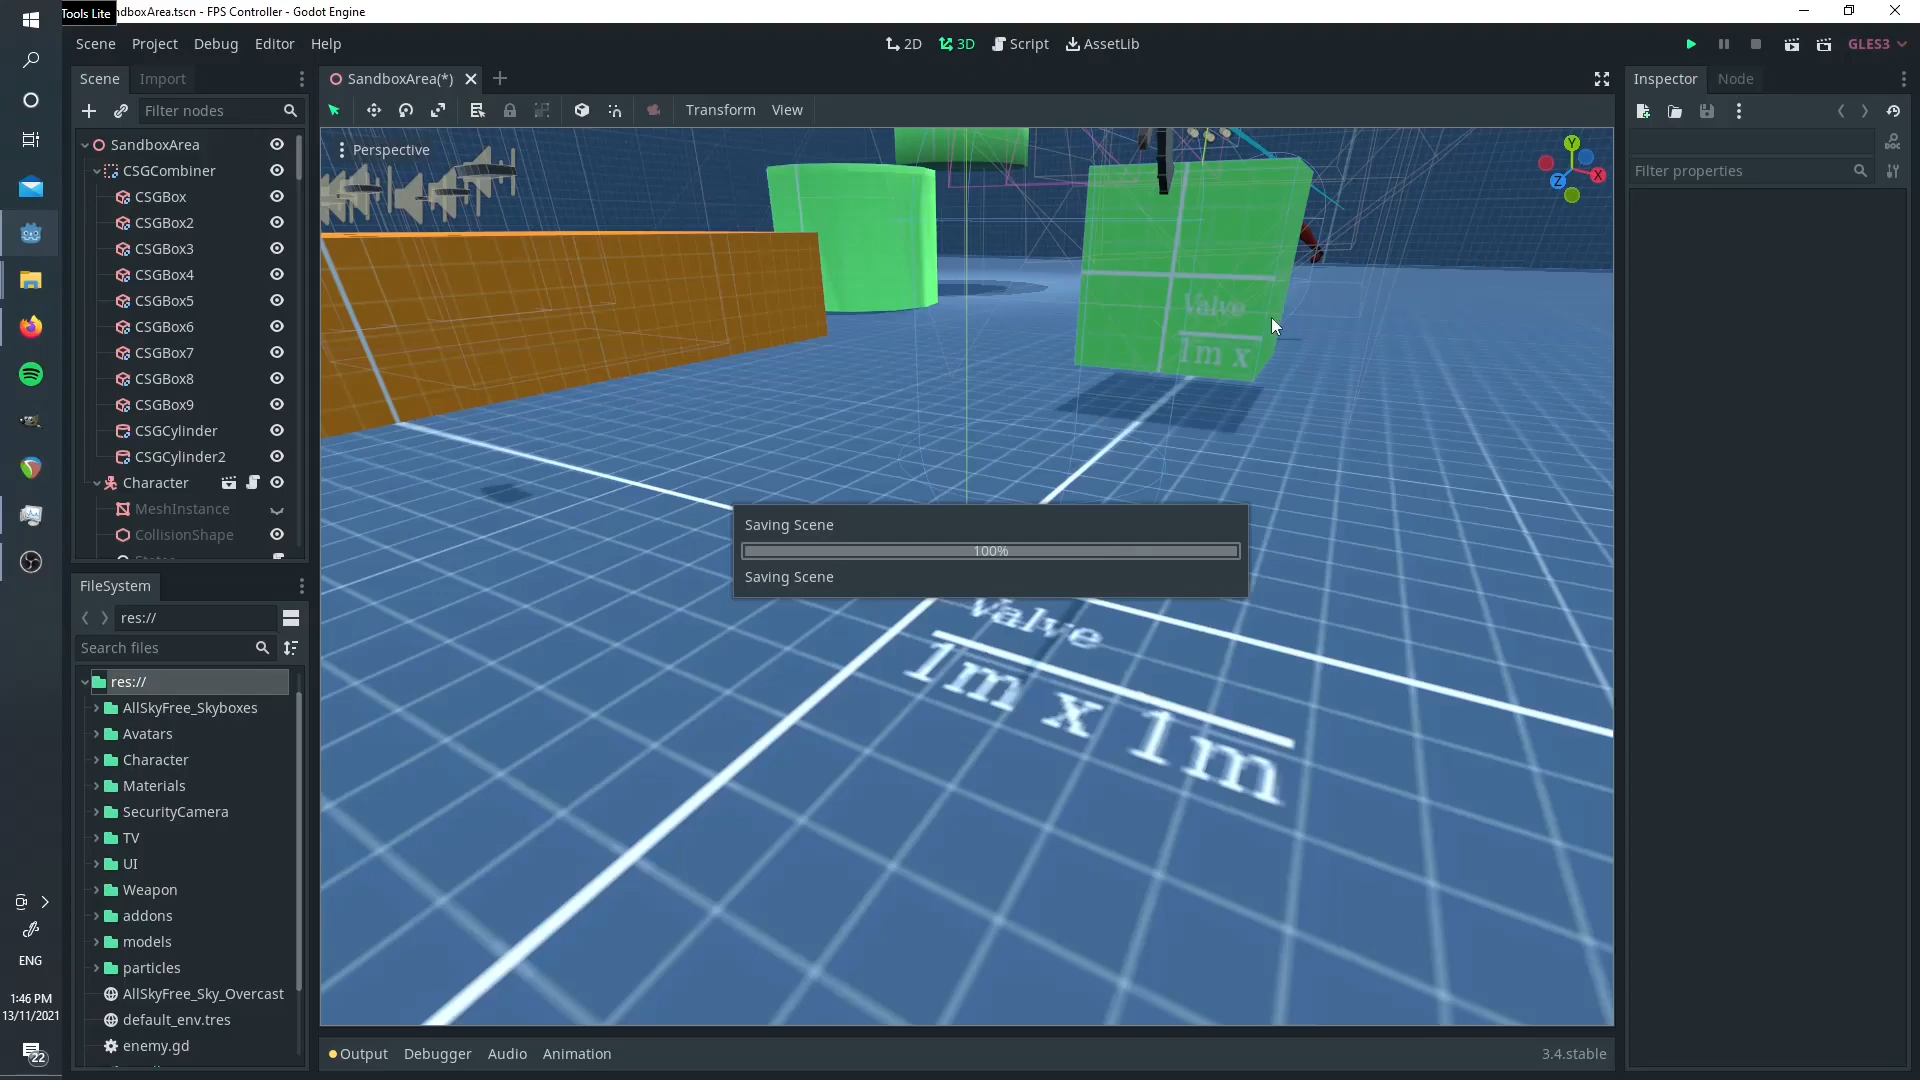 Tools Lite
ndboxArea.tscn - FPS Controller - Godot Engine
Scene Project Debug Editor Help
2D 3D Script AssetLib
GLES3
Scene Import
SandboxArea(*)
Inspector Node
Filter nodes
Transform View
SandboxArea
Perspective
Y
X
Z
CSGCombiner
Filter properties
CSGBox
CSGBox2
CSGBox3
CSGBox4
CSGBox5
CSGBox6
CSGBox7
CSGBox8
CSGBox9
CSGCylinder
CSGCylinder2
Character
MeshInstance
CollisionShape
Valve
1m x
Saving Scene
100%
Saving Scene
Valve
1m x 1m
FileSystem
res://
Search files
res://
AllSkyFree_Skyboxes
Avatars
Character
Materials
SecurityCamera
TV
UI
Weapon
addons
models
particles
AllSkyFree_Sky_Overcast
default_env.tres
enemy.gd
ENG
1:46 PM
13/11/2021
22
Output Debugger Audio Animation
3.4.stable